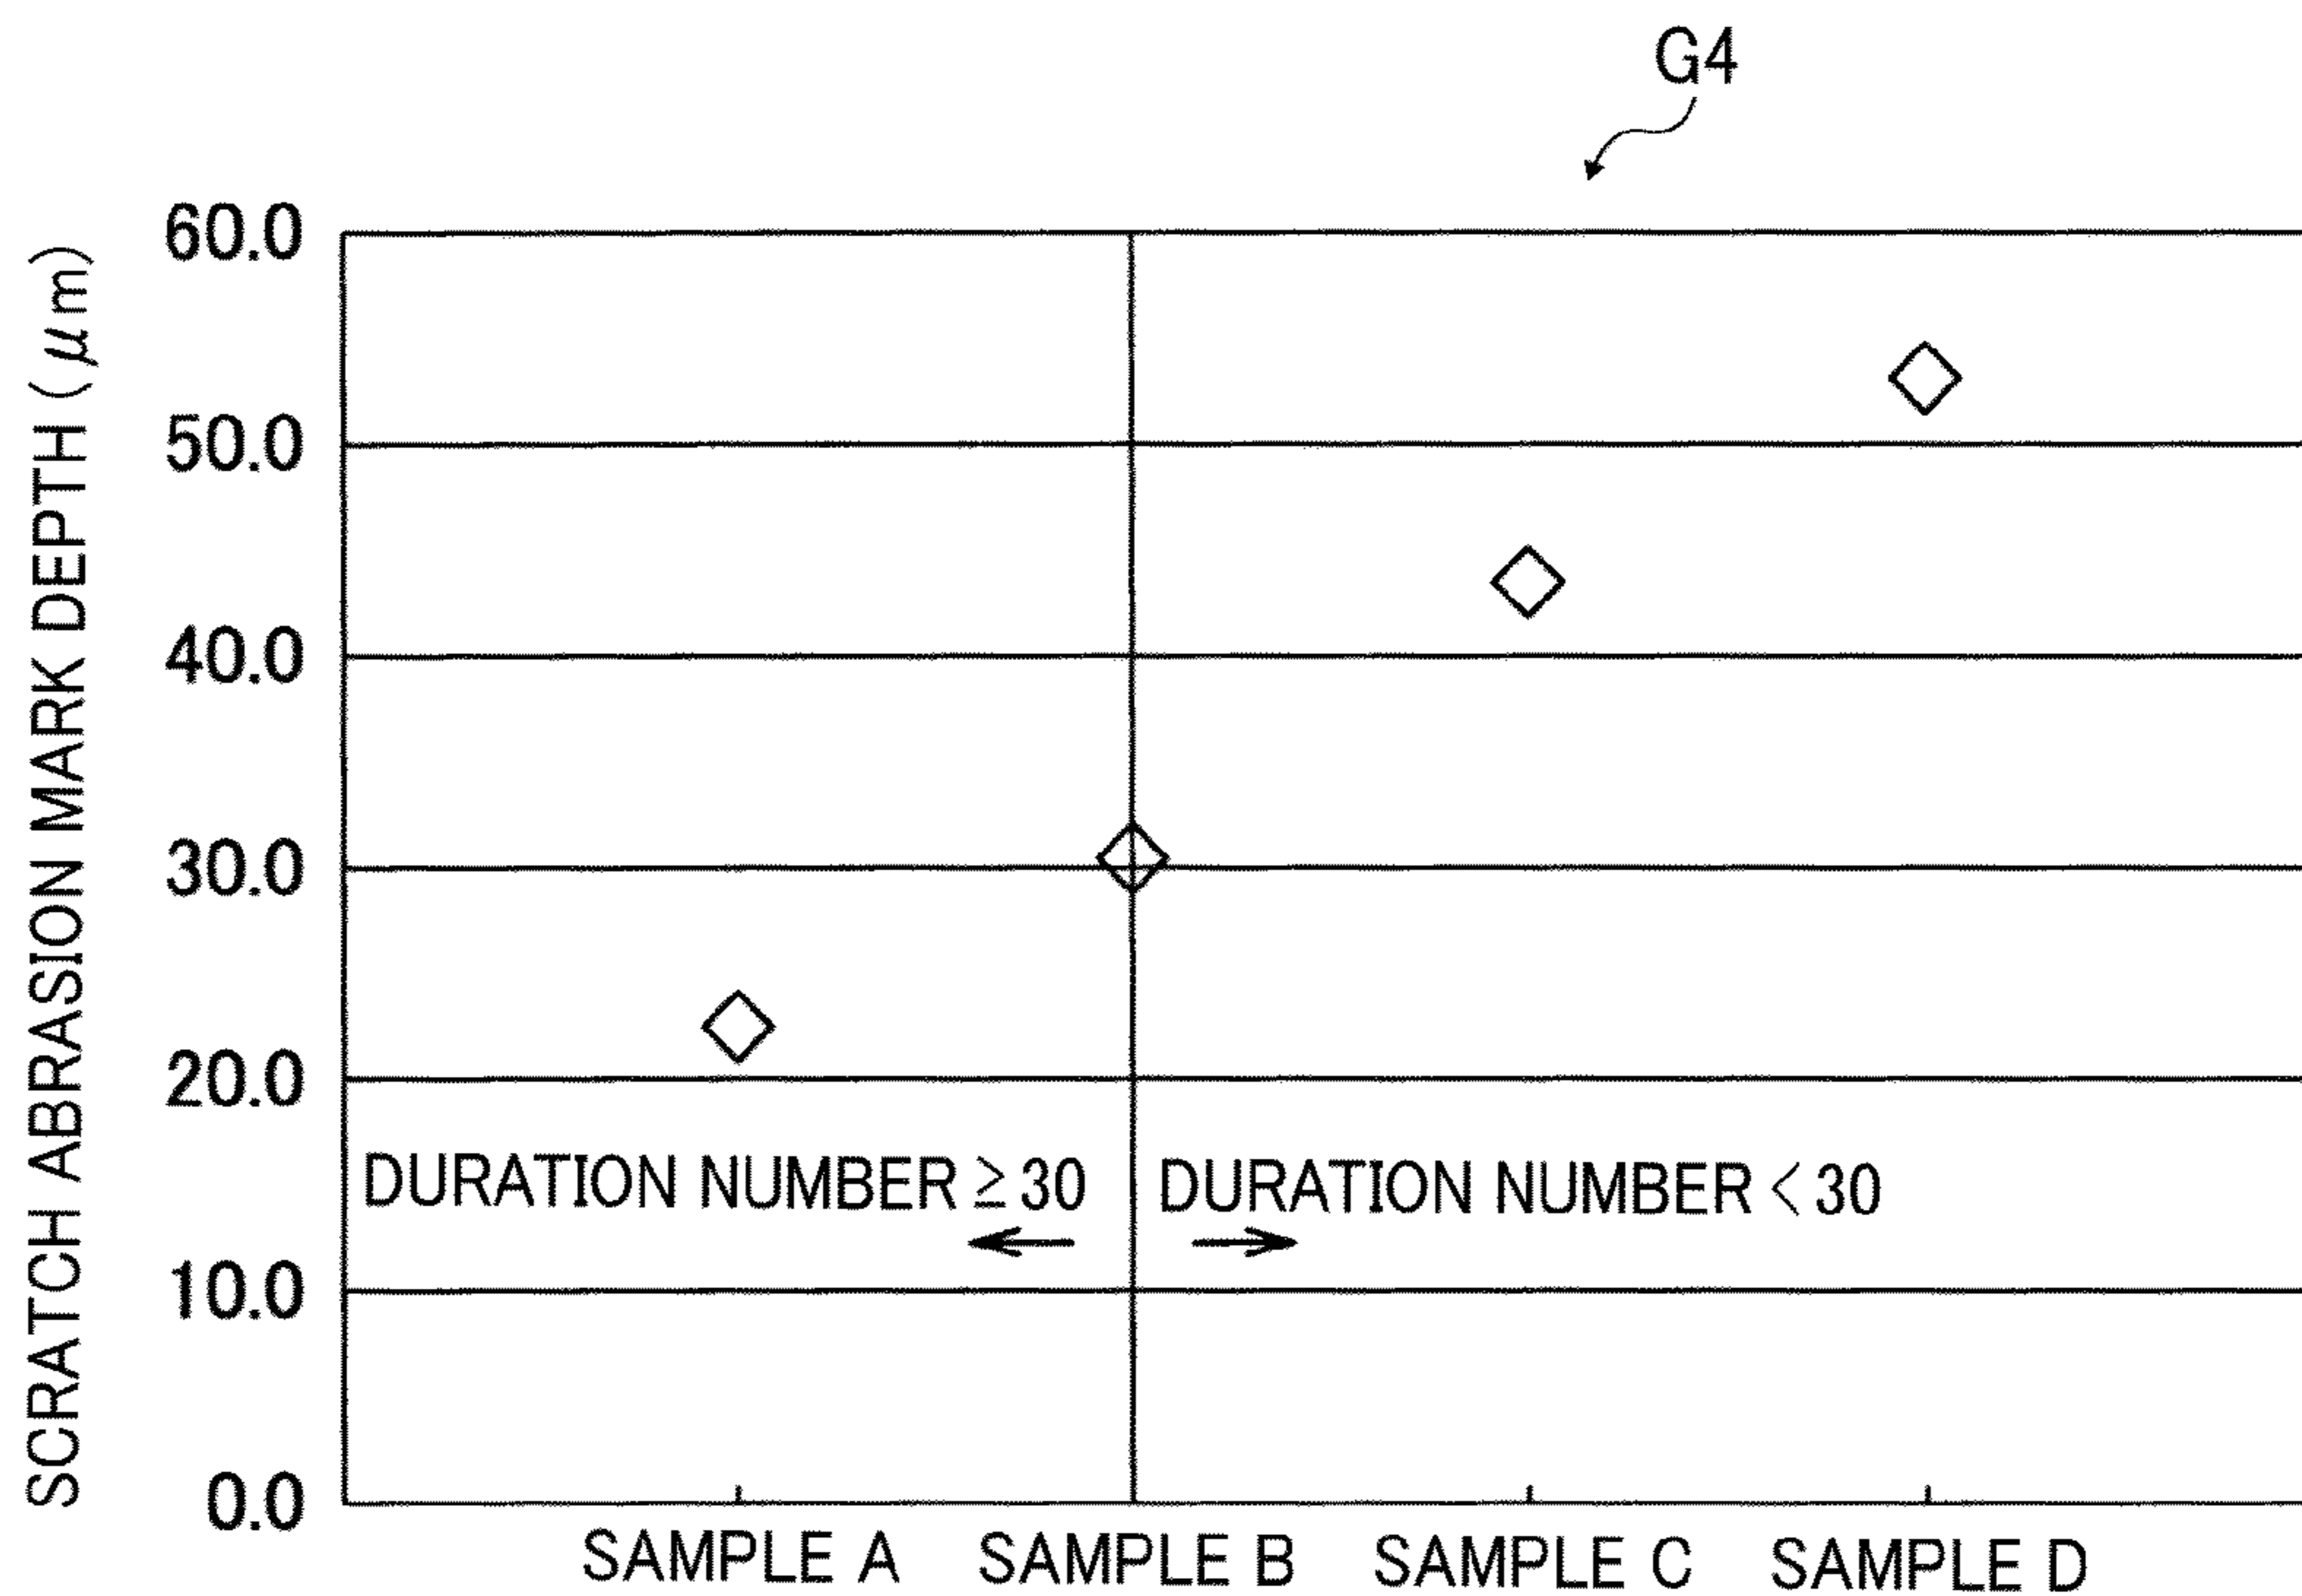 G4
SCRATCH ABRASION MARK DEPTH (μm)
60.0
50.0
40.0
30.0
20.0
10.0
0.0
DURATION NUMBER ≧ 30
DURATION NUMBER < 30
SAMPLE A
SAMPLE B
SAMPLE C
SAMPLE D